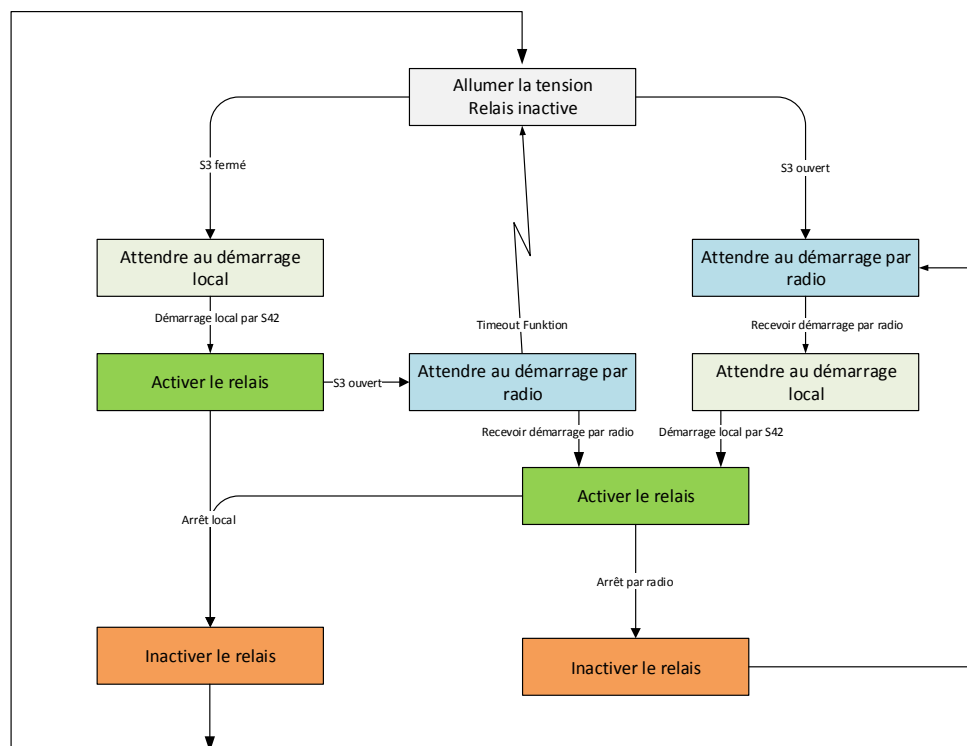 Allumer la tension
Relais inactive
S3 fermé
S3 ouvert
Attendre au démarrage
local
Attendre au démarrage par
radio
Démarrage local par S42
Timeout Funktion
Recevoir démarrage par radio
Activer le relais
S3 ouvert
Attendre au démarrage par
radio
Attendre au démarrage
local
Recevoir démarrage par radio
Démarrage local par S42
Activer le relais
Arrêt local
Arrêt par radio
Inactiver le relais
Inactiver le relais